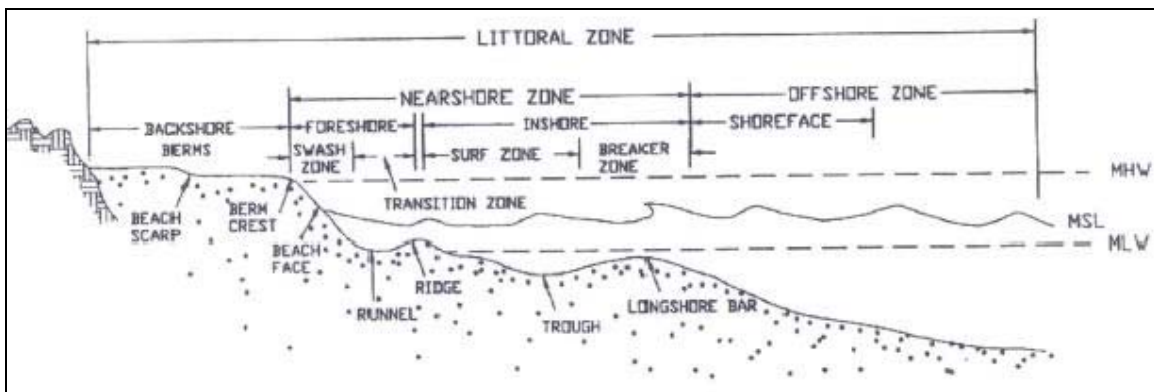 LITTORAL ZONE
NEARSHORE ZONE
OFFSHORE ZONE
BACKSHORE
FORESHORE
INSHORE
SHOREFACE
BERMS
SWASH
ZONE
SURF ZONE
BREAKER
ZONE
MHW
TRANSITION ZONE
BEACH
SCARP
BERM
CREST
BEACH
FACE
MSL
MLW
RUNNEL
RIDGE
TROUGH
LONGSHORE BAR